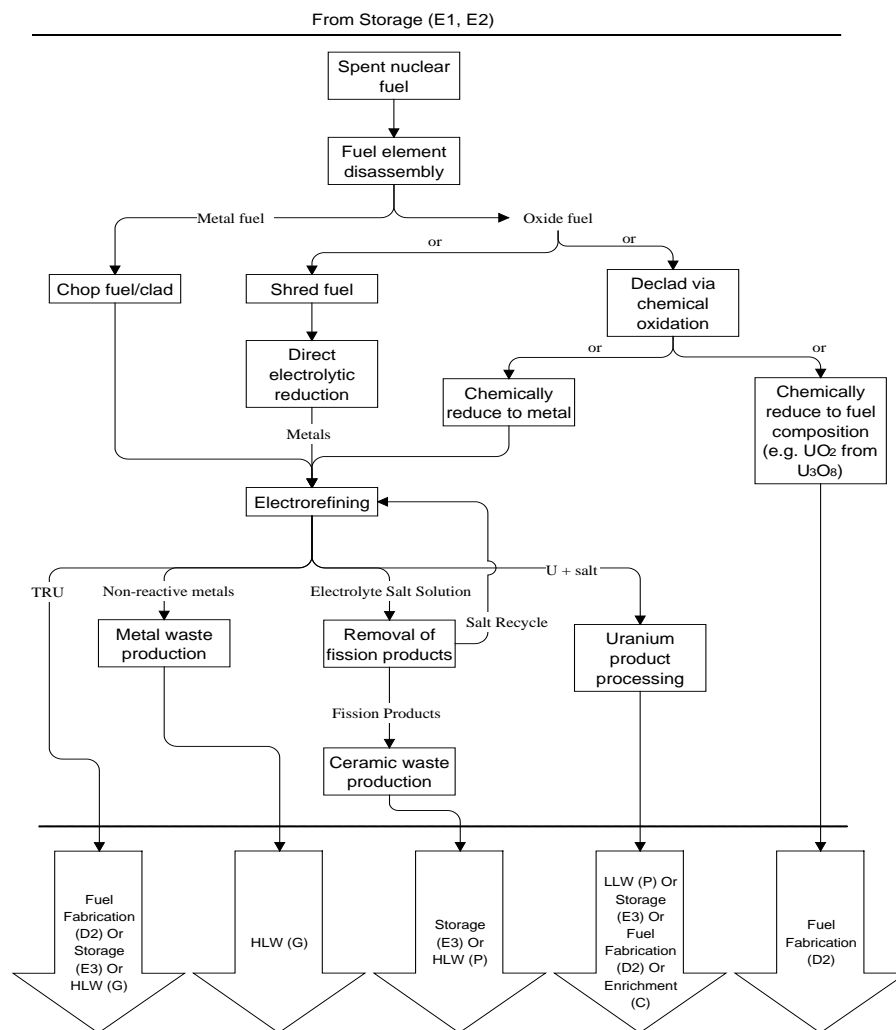 From Storage (E1, E2)
Spent nuclear
fuel
Fuel element
disassembly
Metal fuel
Oxide fuel
or
or
Chop fuel/clad
Shred fuel
Declad via
chemical
oxidation
Direct
electrolytic
reduction
or
or
Chemically
reduce to metal
Chemically
reduce to fuel
composition
(e.g. UO2 from
U3O8)
Metals
Electrorefining
U + salt
TRU
Non-reactive metals
Electrolyte Salt Solution
Salt Recycle
Metal waste
production
Removal of
fission products
Uranium
product
processing
Fission Products
Ceramic waste
production
Fuel
Fabrication
(D2) Or
Storage
(E3) Or
HLW (G)
HLW (G)
Storage
(E3) Or
HLW (P)
LLW (P) Or
Storage
(E3) Or
Fuel
Fabrication
(D2) Or
Enrichment
(C)
Fuel
Fabrication
(D2)